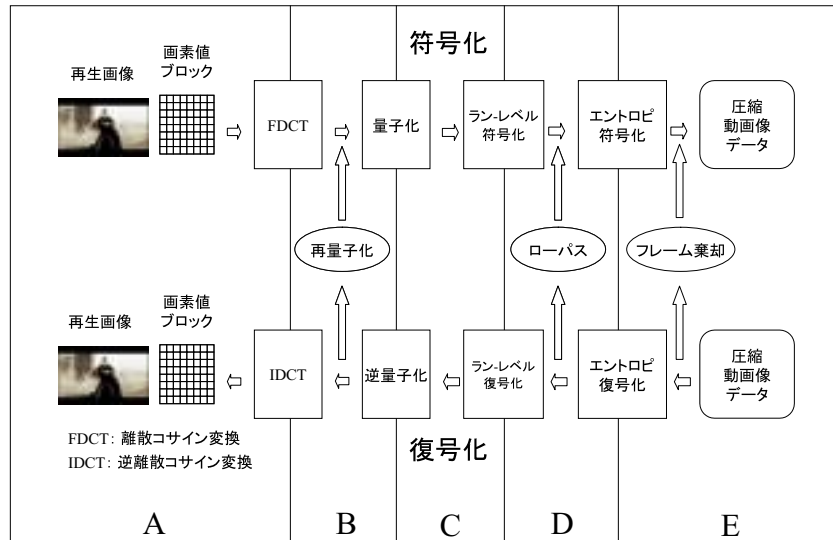 符号化
再生画像
画素値
ブロック
FDCT
量子化
ラン-レベル
符号化
エントロピ
符号化
圧縮
動画像
データ
再量子化
ローパス
フレーム棄却
再生画像
画素値
ブロック
IDCT
逆量子化
ラン-レベル
復号化
エントロピ
復号化
圧縮
動画像
データ
FDCT: 離散コサイン変換
IDCT: 逆離散コサイン変換
復号化
A
B
C
D
E